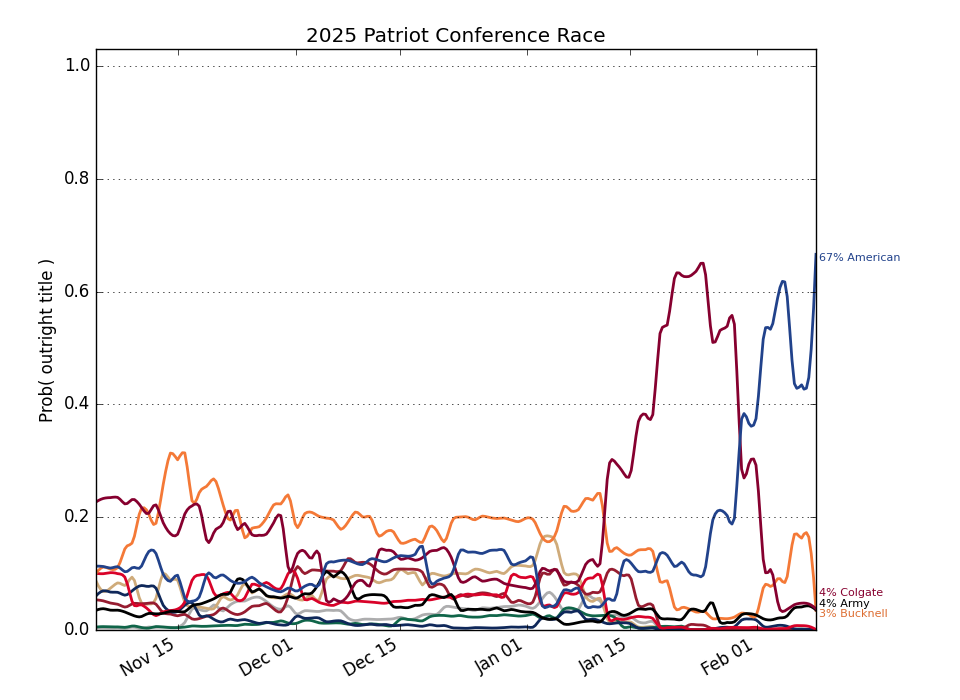 2025 Patriot Conference Race
Prob( outright title )
1.0
0.8
0.6
0.4
0.2
0.0
67% American
4% Colgate
4% Army
3% Bucknell
Nov 15
Dec 01
Dec 15
Jan 01
Jan 15
Feb 01